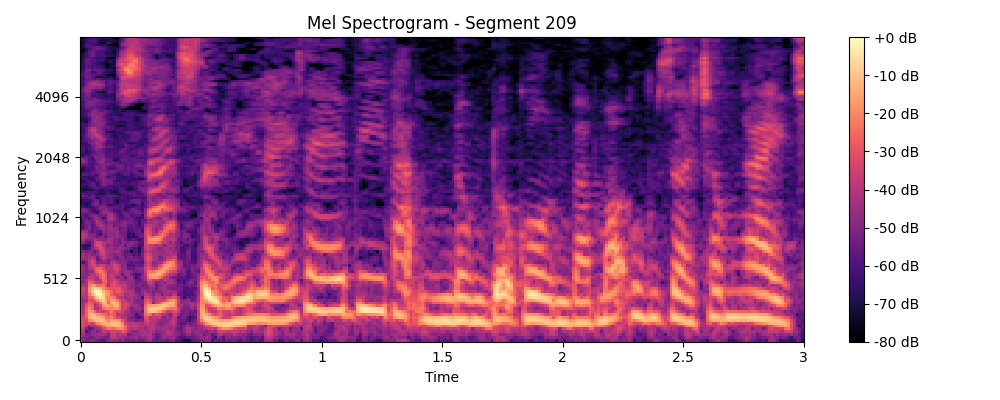 Mel Spectrogram - Segment 209
+0 dB
-10 dB
-20 dB
-30 dB
-40 dB
-50 dB
-60 dB
-70 dB
-80 dB
4096
2048
1024
512
0
Frequency
0 0.5 1 1.5 2 2.5 3
Time